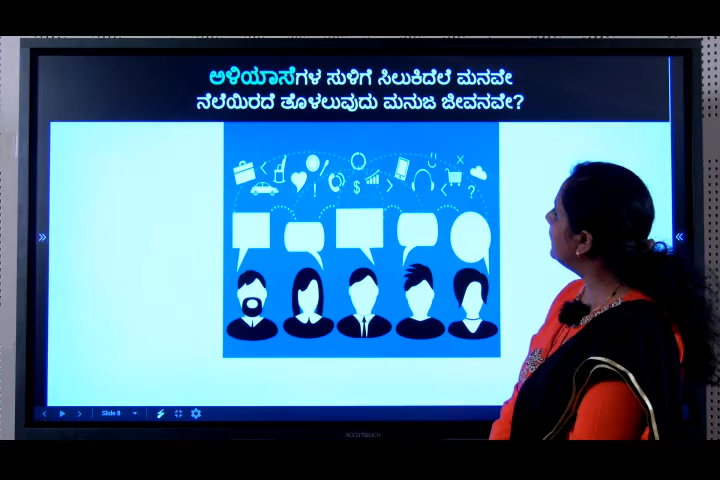 ಅಳಿಯಾಸೆಗಳ ಸುಳಿಗೆ ಸಿಲುಕಿದೆಲೆ ಮನವೇ
ನೆಲೆಯಿರದೆ ತೊಳಲುವುದು ಮನುಜ ಜೀವನವೇ?
Slide 8
ACCUTOUCH